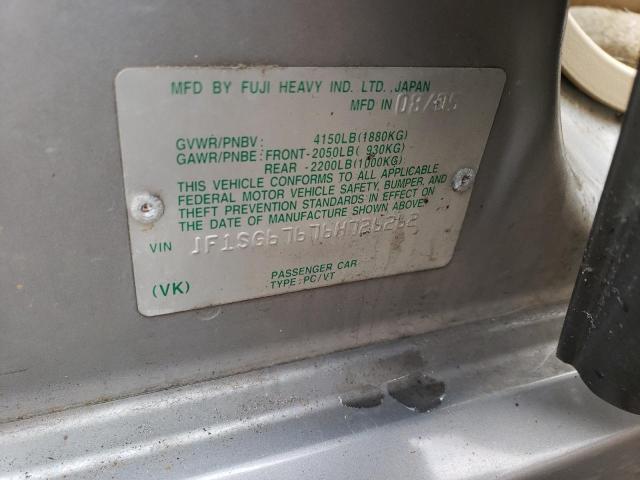 MFD BY FUJI HEAVY IND. LTD., JAPAN
MFD IN 08/05
GVWR/PNBV: 4150LB(1880KG)
GAWR/PNBE: FRONT-2050LB( 930KG)
REAR -2200LB(1000KG)
THIS VEHICLE CONFORMS TO ALL APPLICABLE
FEDERAL MOTOR VEHICLE SAFETY, BUMPER, AND
THEFT PREVENTION STANDARDS IN EFFECT ON
THE DATE OF MANUFACTURE SHOWN ABOVE.
VIN JF1SG67676H726262
(VK) PASSENGER CAR
TYPE: PC/VT